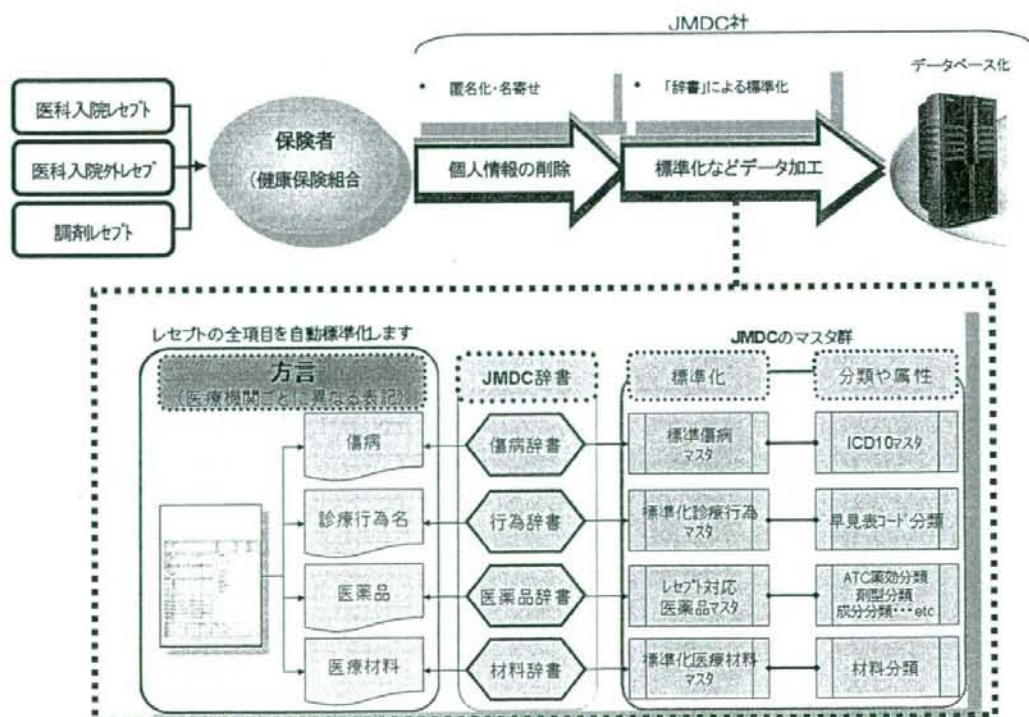 JMDC社
データベース化
• 匿名化・名寄せ
• 「辞書」による標準化
医科入院レセプト
医科入院外レセプ
調剤レセプト
保険者
(健康保険組合
個人情報の削除
標準化などデータ加工
レセプトの全項目を自動標準化します
JMDCのマスタ群
方言
(医療機関ごとに異なる表記)
JMDC辞書
標準化
分類や属性
傷病
傷病辞書
標準傷病
マスタ
ICD10マスタ
診療行為名
行為辞書
標準化診療行為
マスタ
早見表コード分類
医薬品
医薬品辞書
レセプト対応
医薬品マスタ
ATC薬効分類
剤型分類
成分分類・・・etc
医療材料
材料辞書
標準化医療材料
マスタ
材料分類